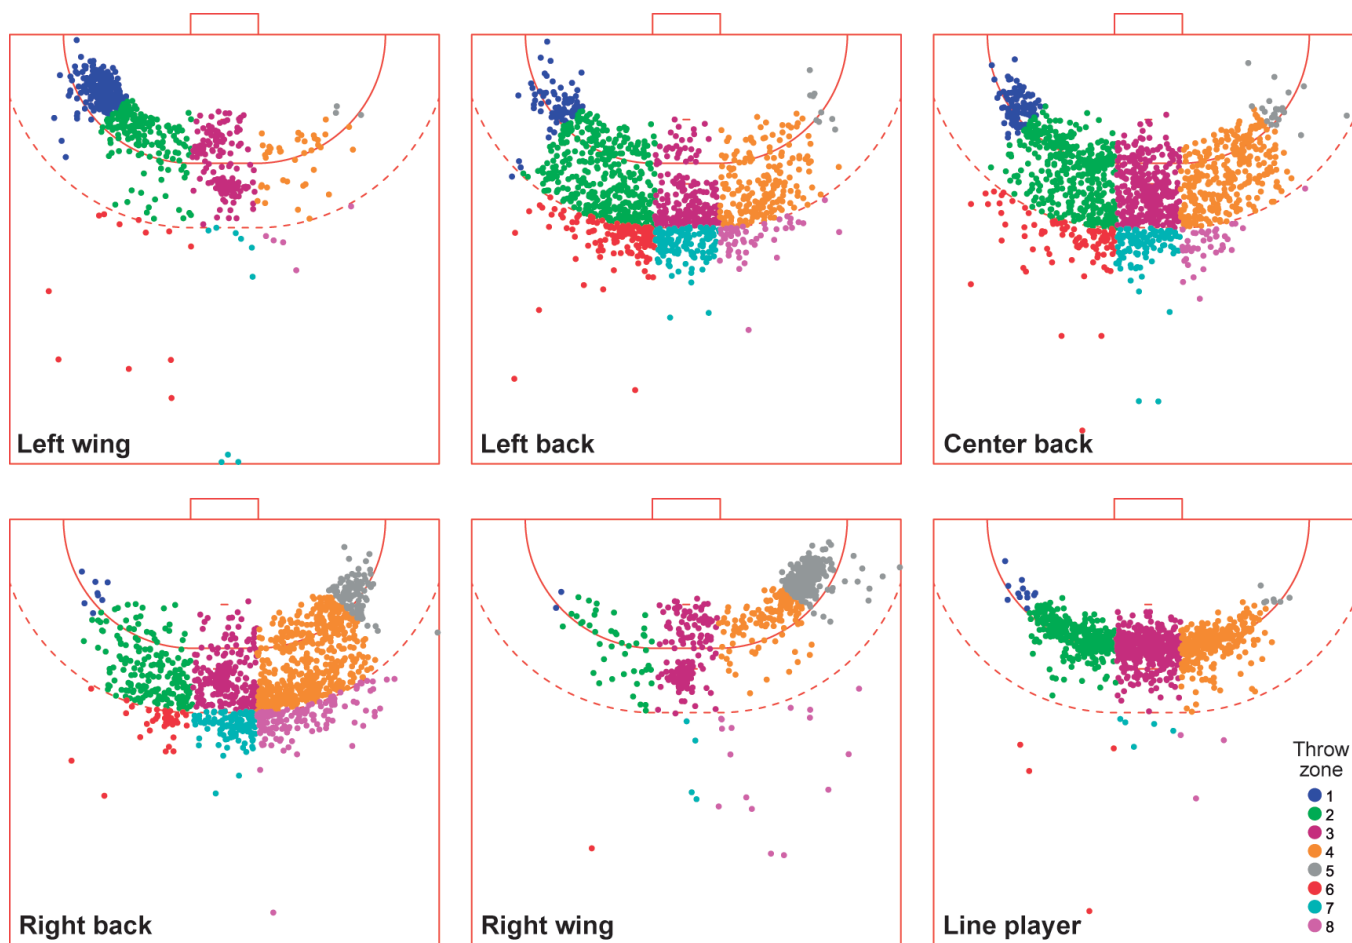 Left wing
Left back
Center back
Right back
Right wing
Line player
Throw
zone
1
2
3
4
5
6
7
8